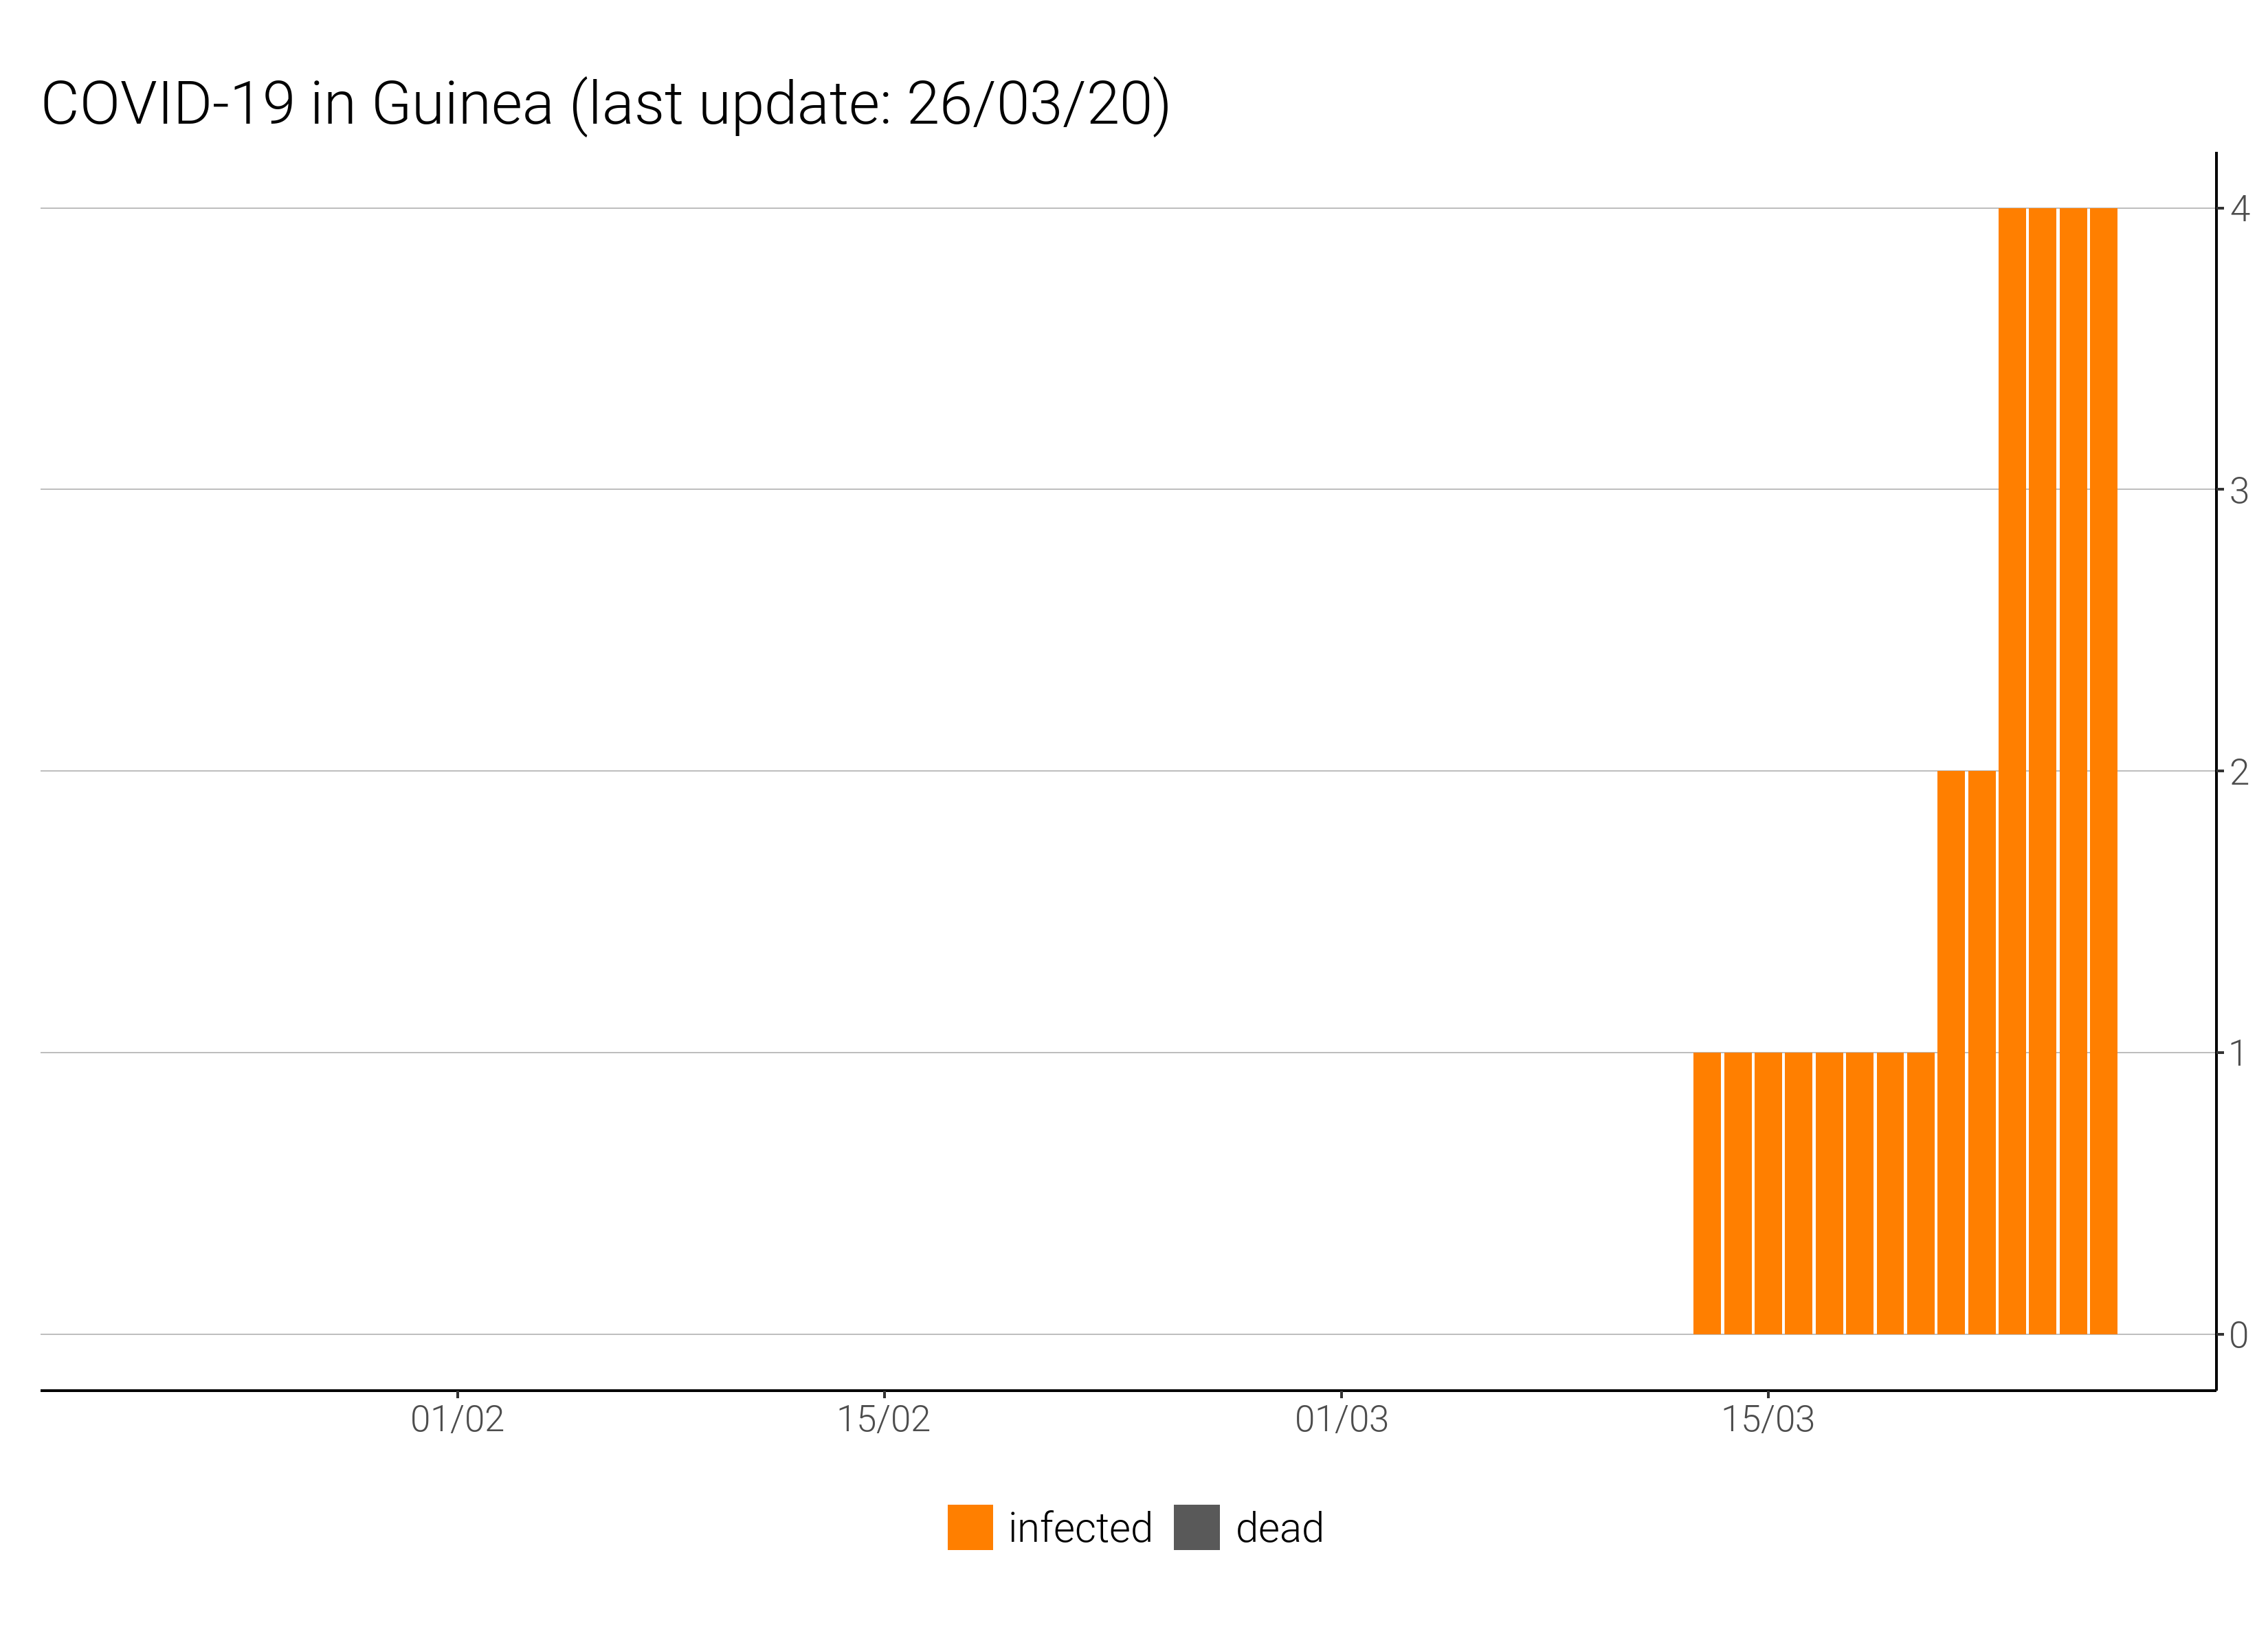 COVID-19 in Guinea (last update: 26/03/20)
4
3
2
1
0
01/02 15/02 01/03 15/03
infected dead